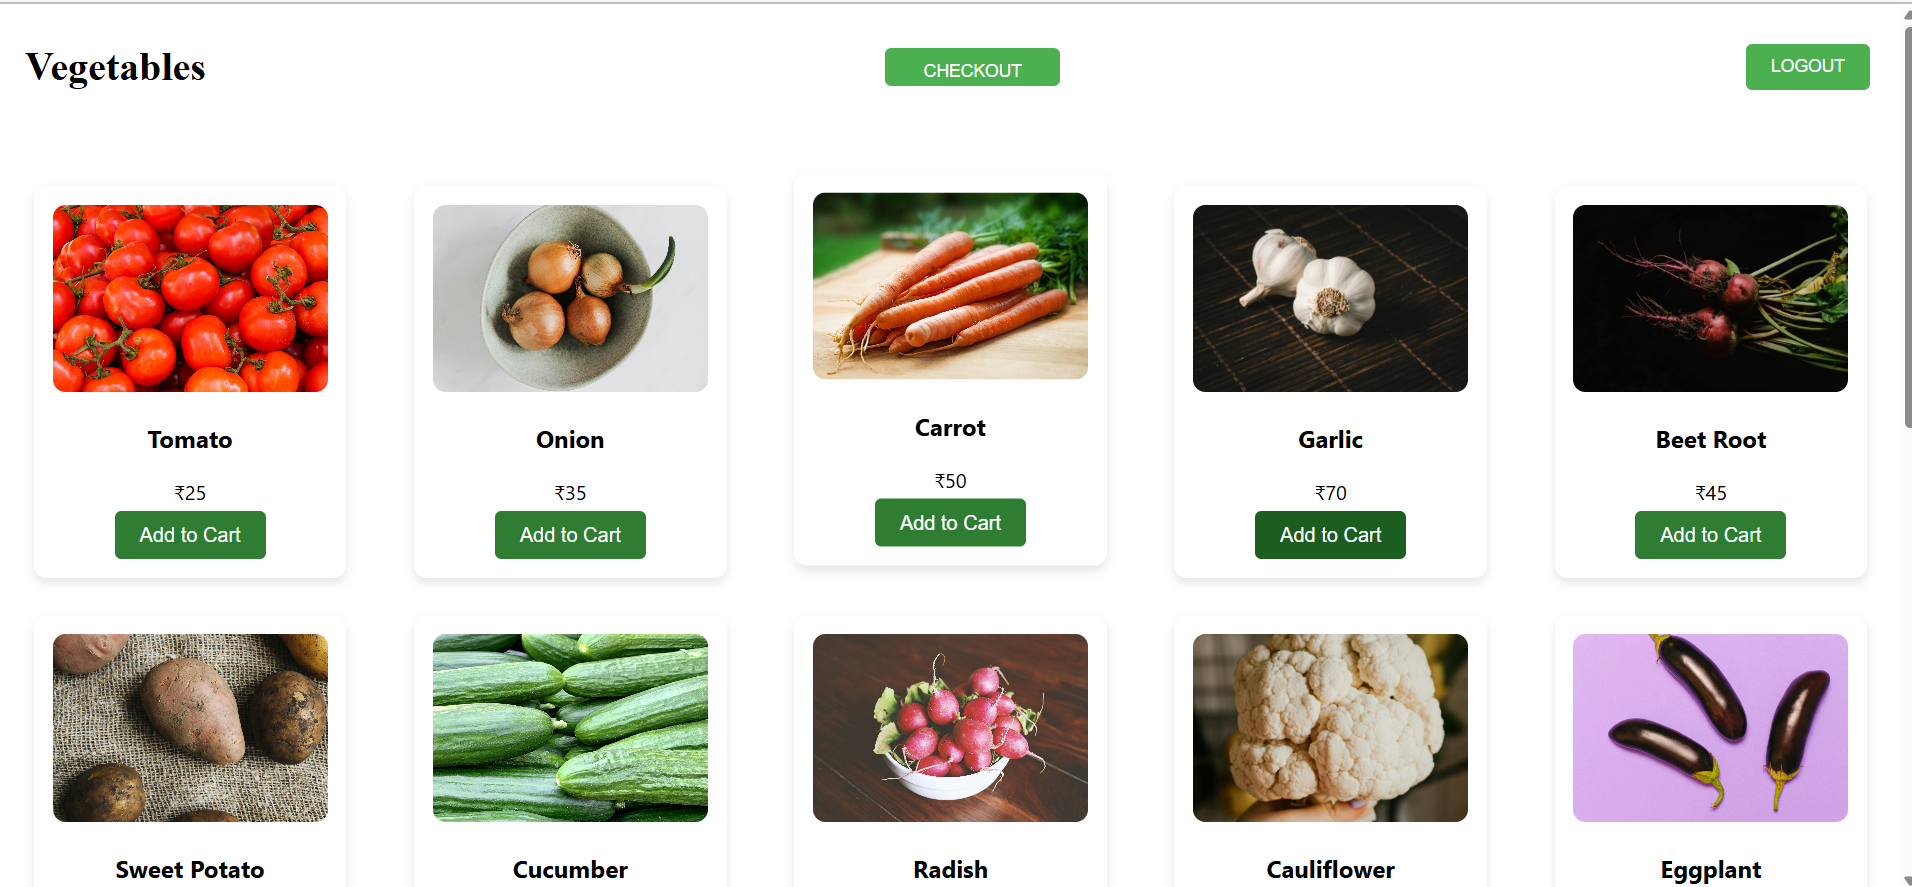 Vegetables
CHECKOUT
LOGOUT
Tomato
₹25
Add to Cart
Onion
₹35
Add to Cart
Carrot
₹50
Add to Cart
Garlic
₹70
Add to Cart
Beet Root
₹45
Add to Cart
Sweet Potato
Cucumber
Radish
Cauliflower
Eggplant